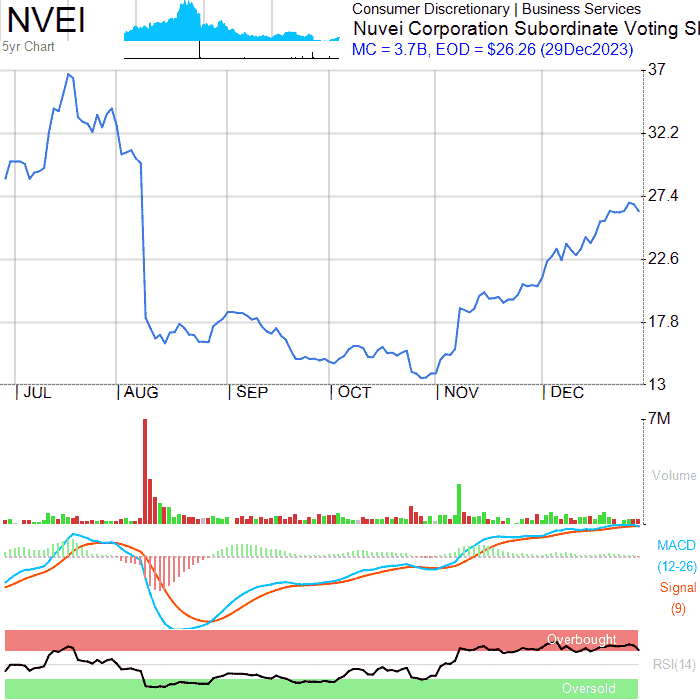 NVEI
5yr Chart
Consumer Discretionary | Business Services
Nuvei Corporation Subordinate Voting SI
MC = 3.7B, EOD = $26.26 (29Dec2023)
37
32.2
27.4
22.6
17.8
13
JUL
AUG
SEP
OCT
NOV
DEC
7M
Volume
MACD
(12-26)
Signal
(9)
Overbought
RSI(14)
Oversold